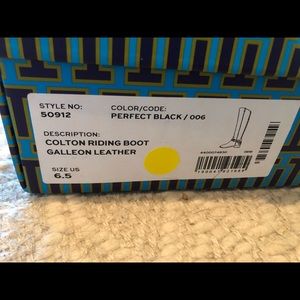 STYLE NO:
50912
COLOR/CODE:
PERFECT BLACK / 006
DESCRIPTION:
COLTON RIDING BOOT
GALLEON LEATHER
SIZE US
6.5